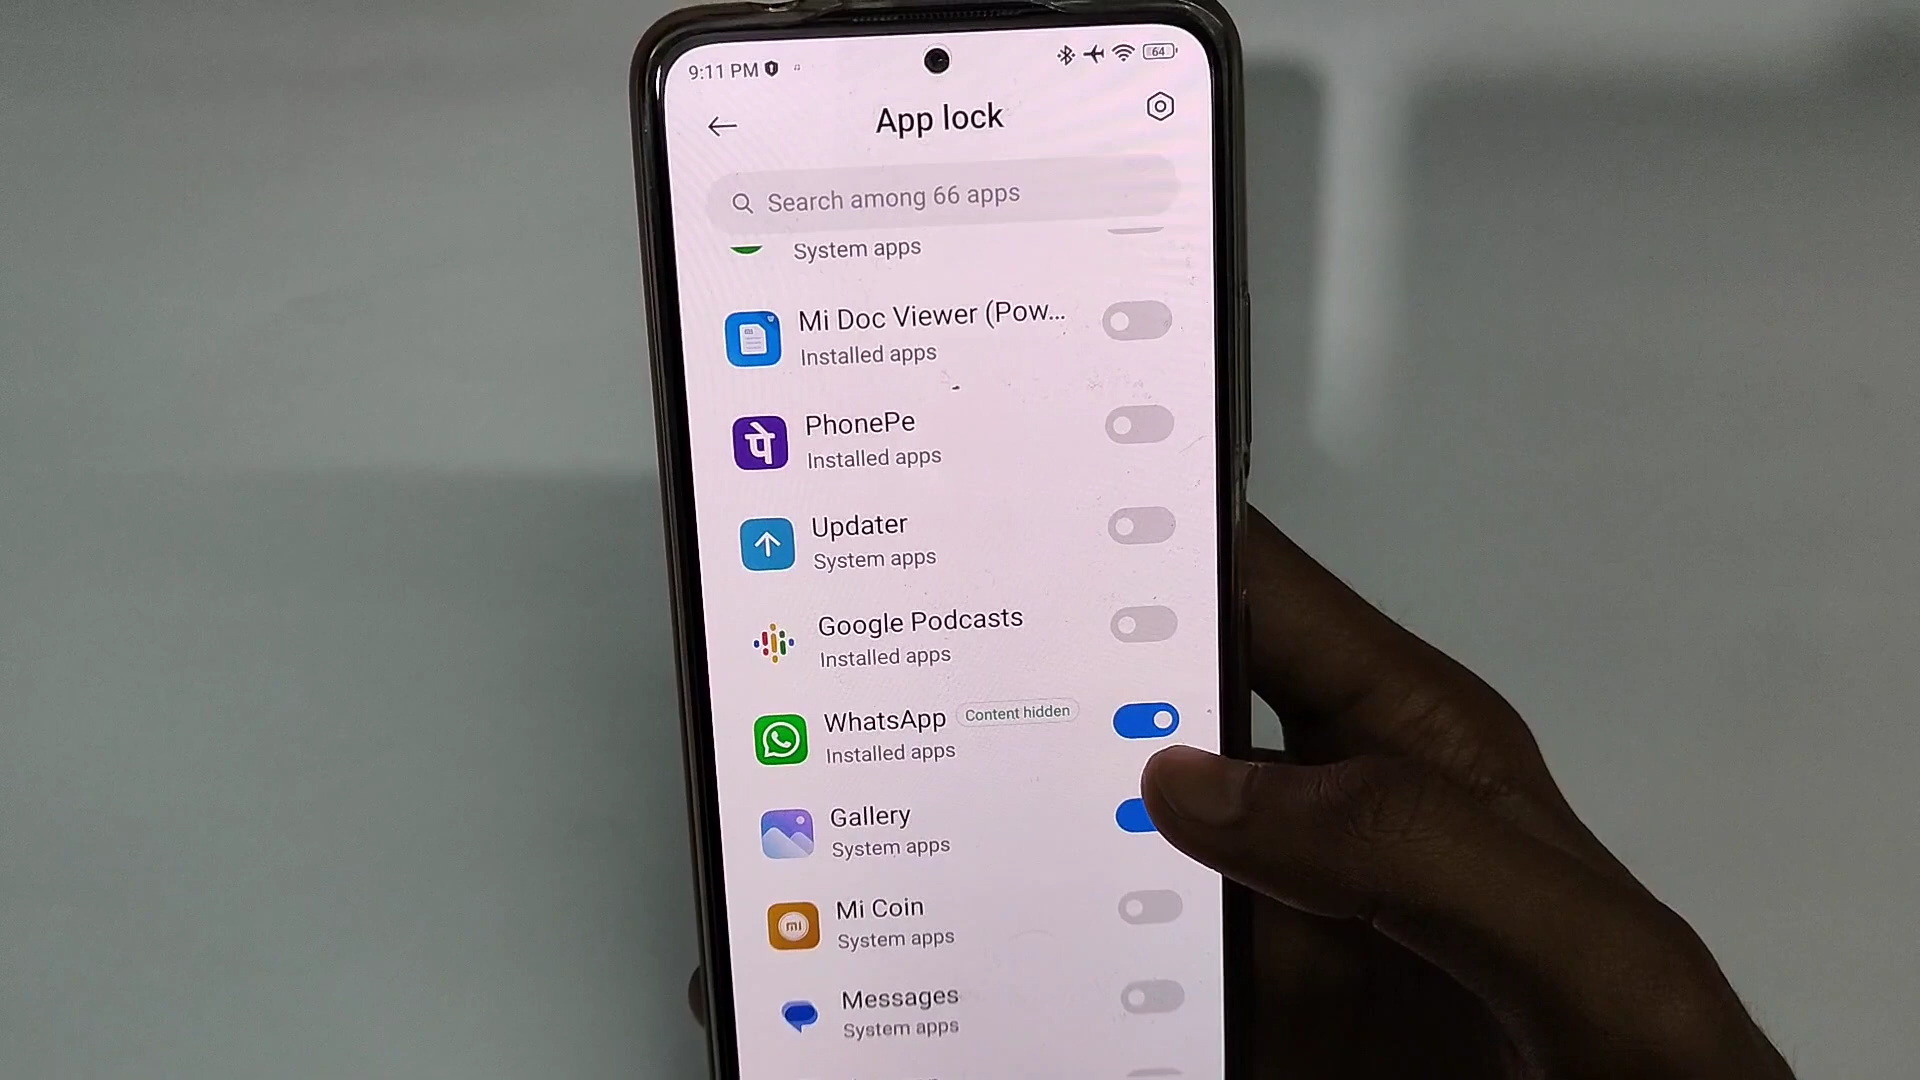 9:11 PM
64
App lock
Search among 66 apps
System apps
Mi Doc Viewer (Pow...
Installed apps
पे
PhonePe
Installed apps
Updater
System apps
Google Podcasts
Installed apps
WhatsApp Content hidden
Installed apps
Gallery
System apps
mi
Mi Coin
System apps
Messages
System apps